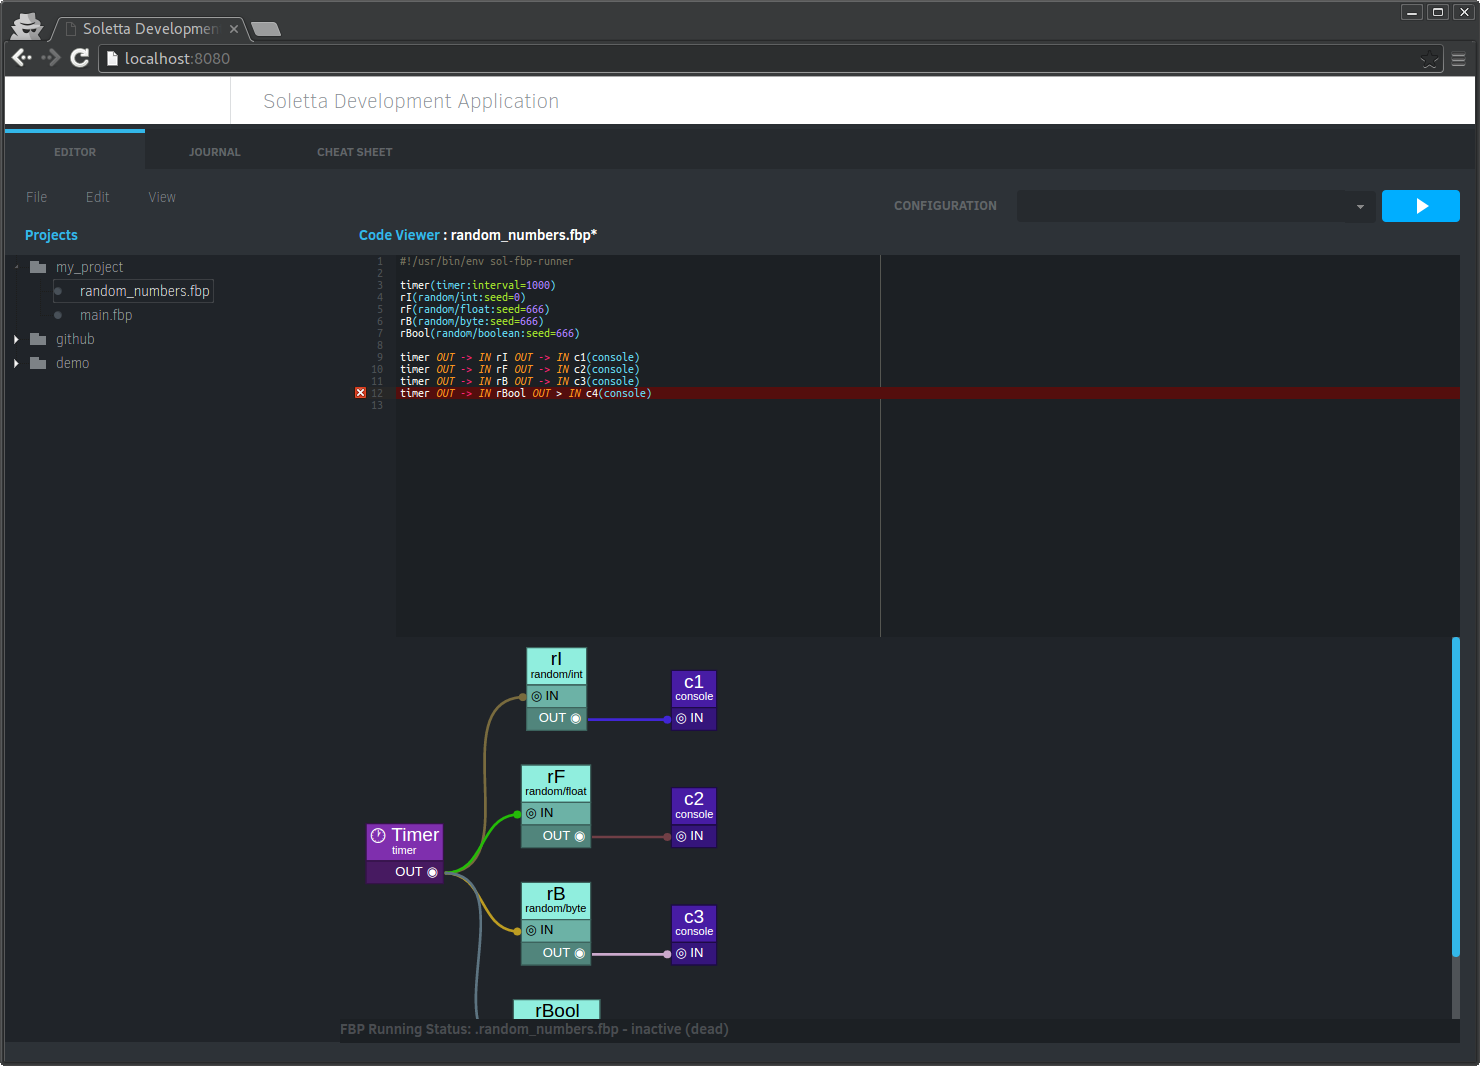 Soletta Developmen
localhost:8080
Soletta Development Application
EDITOR JOURNAL CHEAT SHEET
File Edit View
CONFIGURATION
Projects
Code Viewer : random_numbers.fbp*
my_project
random_numbers.fbp
main.fbp
github
demo
1 #!/usr/bin/env sol-fbp-runner
2
3 timer(timer:interval=1000)
4 rI(random/int:seed=0)
5 rF(random/float:seed=666)
6 rB(random/byte:seed=666)
7 rBool(random/boolean:seed=666)
8
9 timer OUT -> IN rI OUT -> IN c1(console)
10 timer OUT -> IN rF OUT -> IN c2(console)
11 timer OUT -> IN rB OUT -> IN c3(console)
12 timer OUT -> IN rBool OUT > IN c4(console)
13
rI
random/int
IN
OUT
c1
console
IN
rF
random/float
IN
OUT
c2
console
IN
Timer
timer
OUT
rB
random/byte
IN
OUT
c3
console
IN
rBool
FBP Running Status: .random_numbers.fbp - inactive (dead)